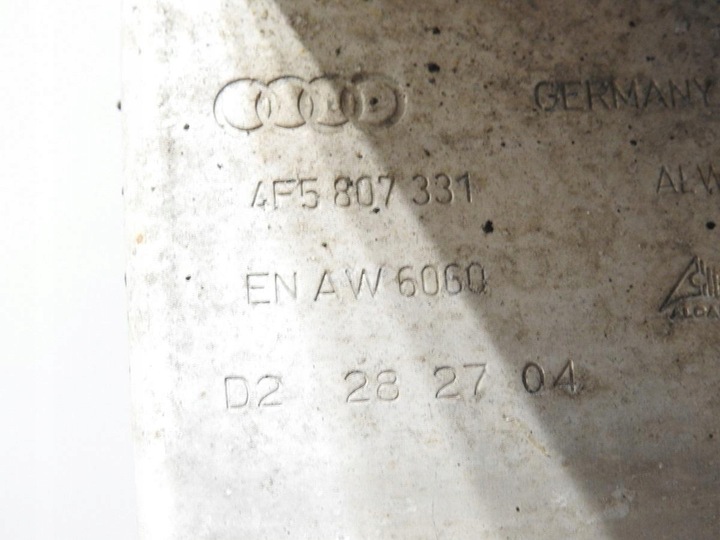 GERMANY
4F5 807 331
EN AW 6060
D2 28 27 04